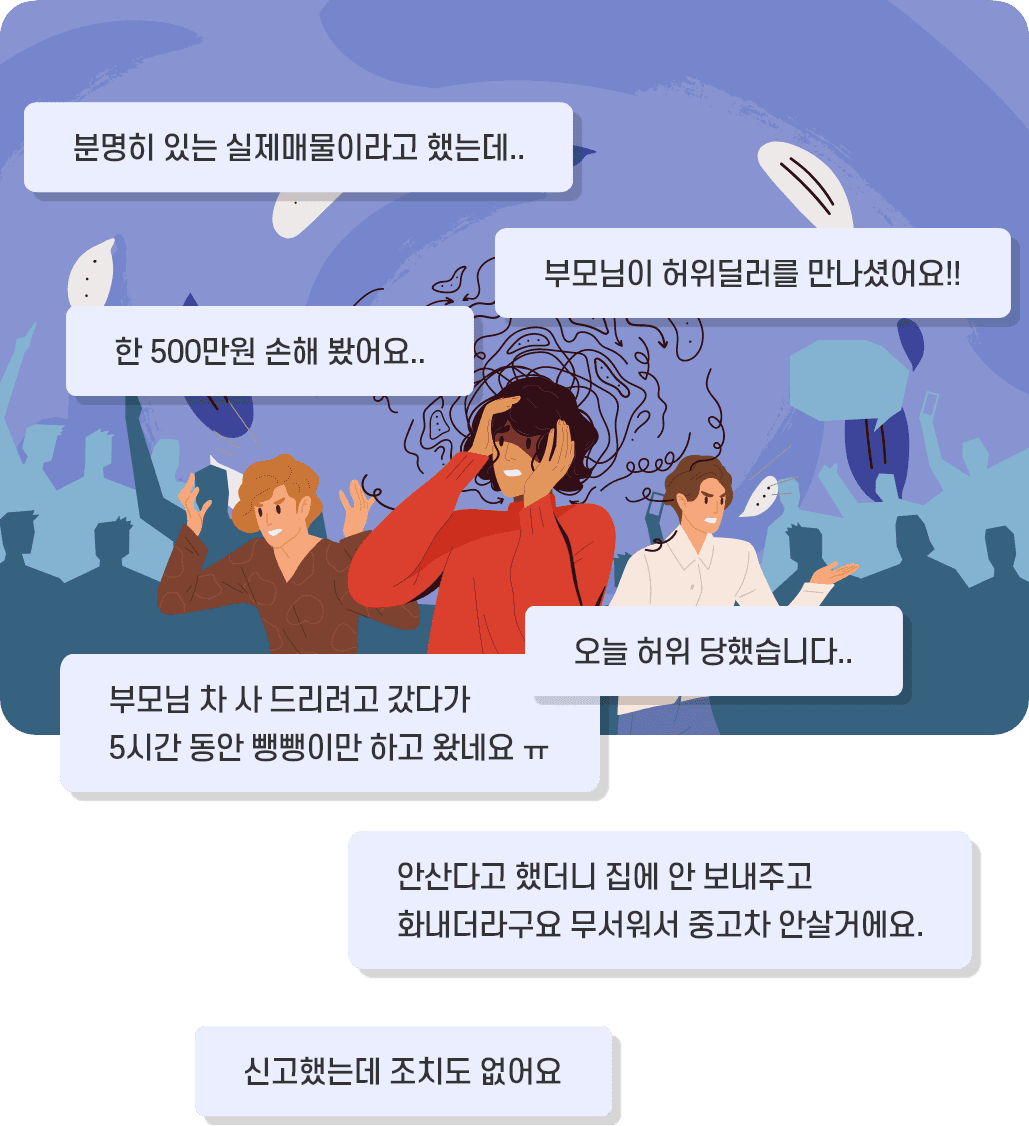 분명히 있는 실제매물이라고 했는데..
부모님이 허위딜러를 만나셨어요!!
한 500만원 손해 봤어요..
오늘 허위 당했습니다..
부모님 차 사 드리려고 갔다가
5시간 동안 뺑뺑이만 하고 왔네요 ㅠ
안산다고 했더니 집에 안 보내주고
화내더라구요 무서워서 중고차 안살거에요.
신고했는데 조치도 없어요